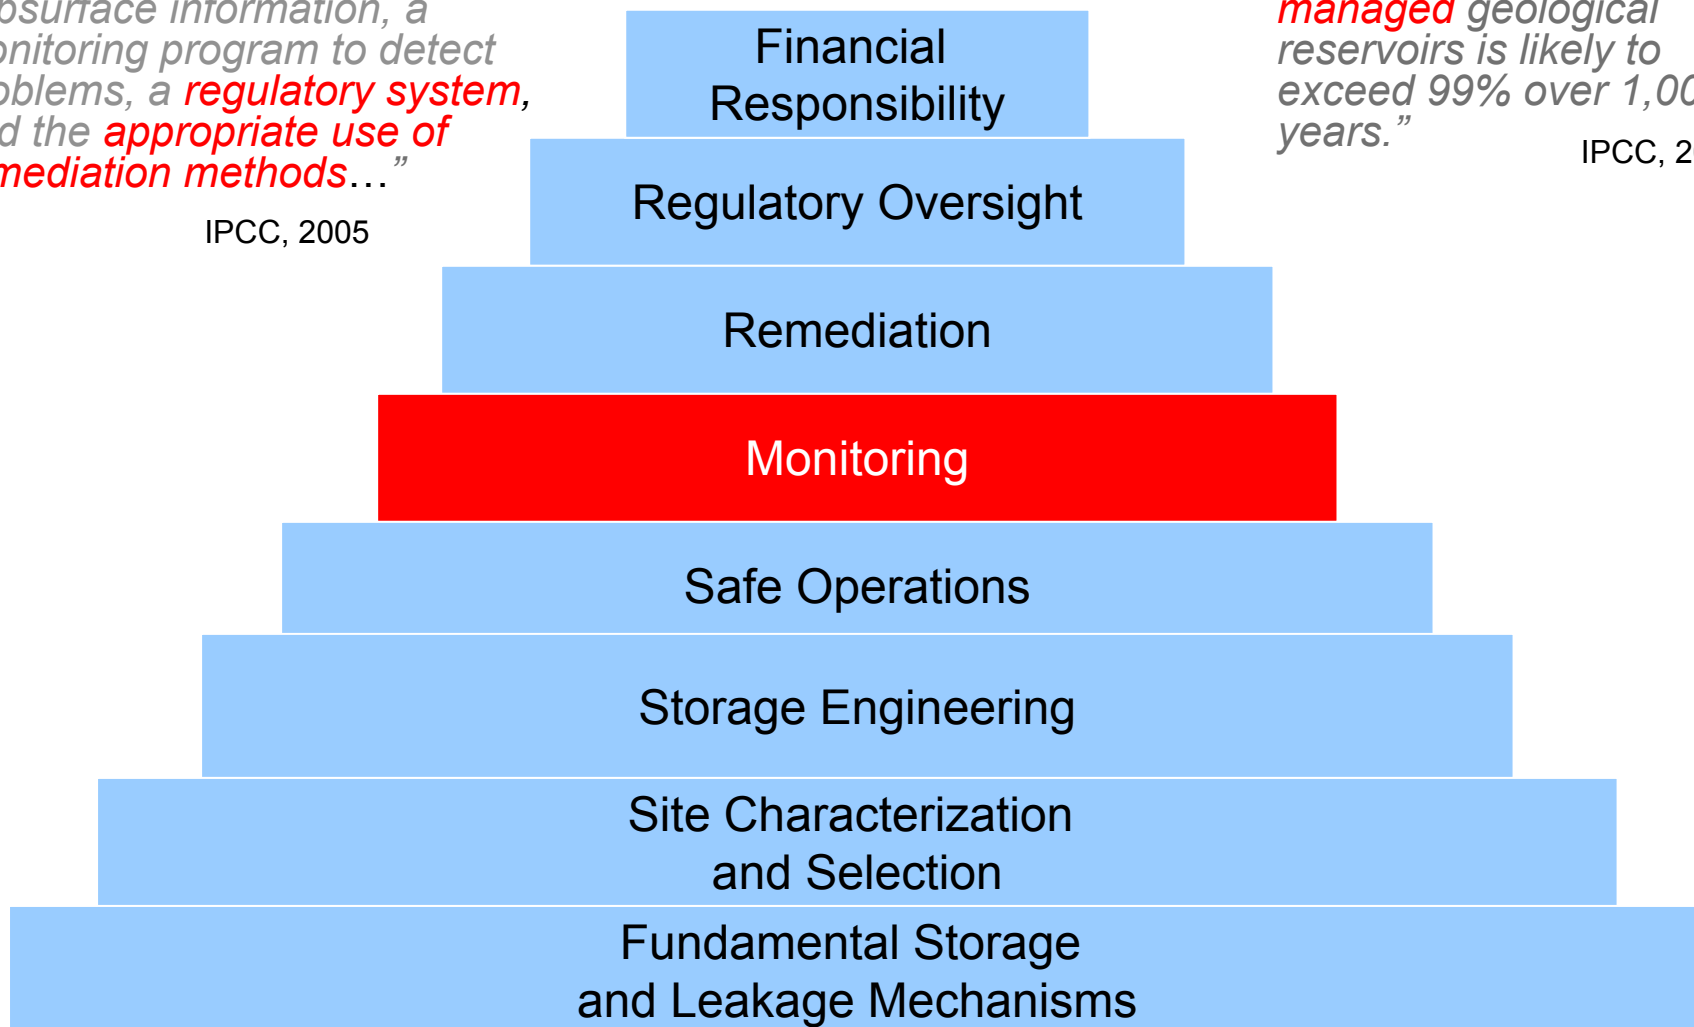 information, a
program to detect
a regulatory system,
the appropriate use of
methods…”
IPCC, 2005
managed geological
reservoirs is likely to
exceed 99% over
years.”
IPCC,
Financial
Responsibility
Regulatory Oversight
Remediation
Monitoring
Safe Operations
Storage Engineering
Site Characterization
and Selection
Fundamental Storage
and Leakage Mechanisms